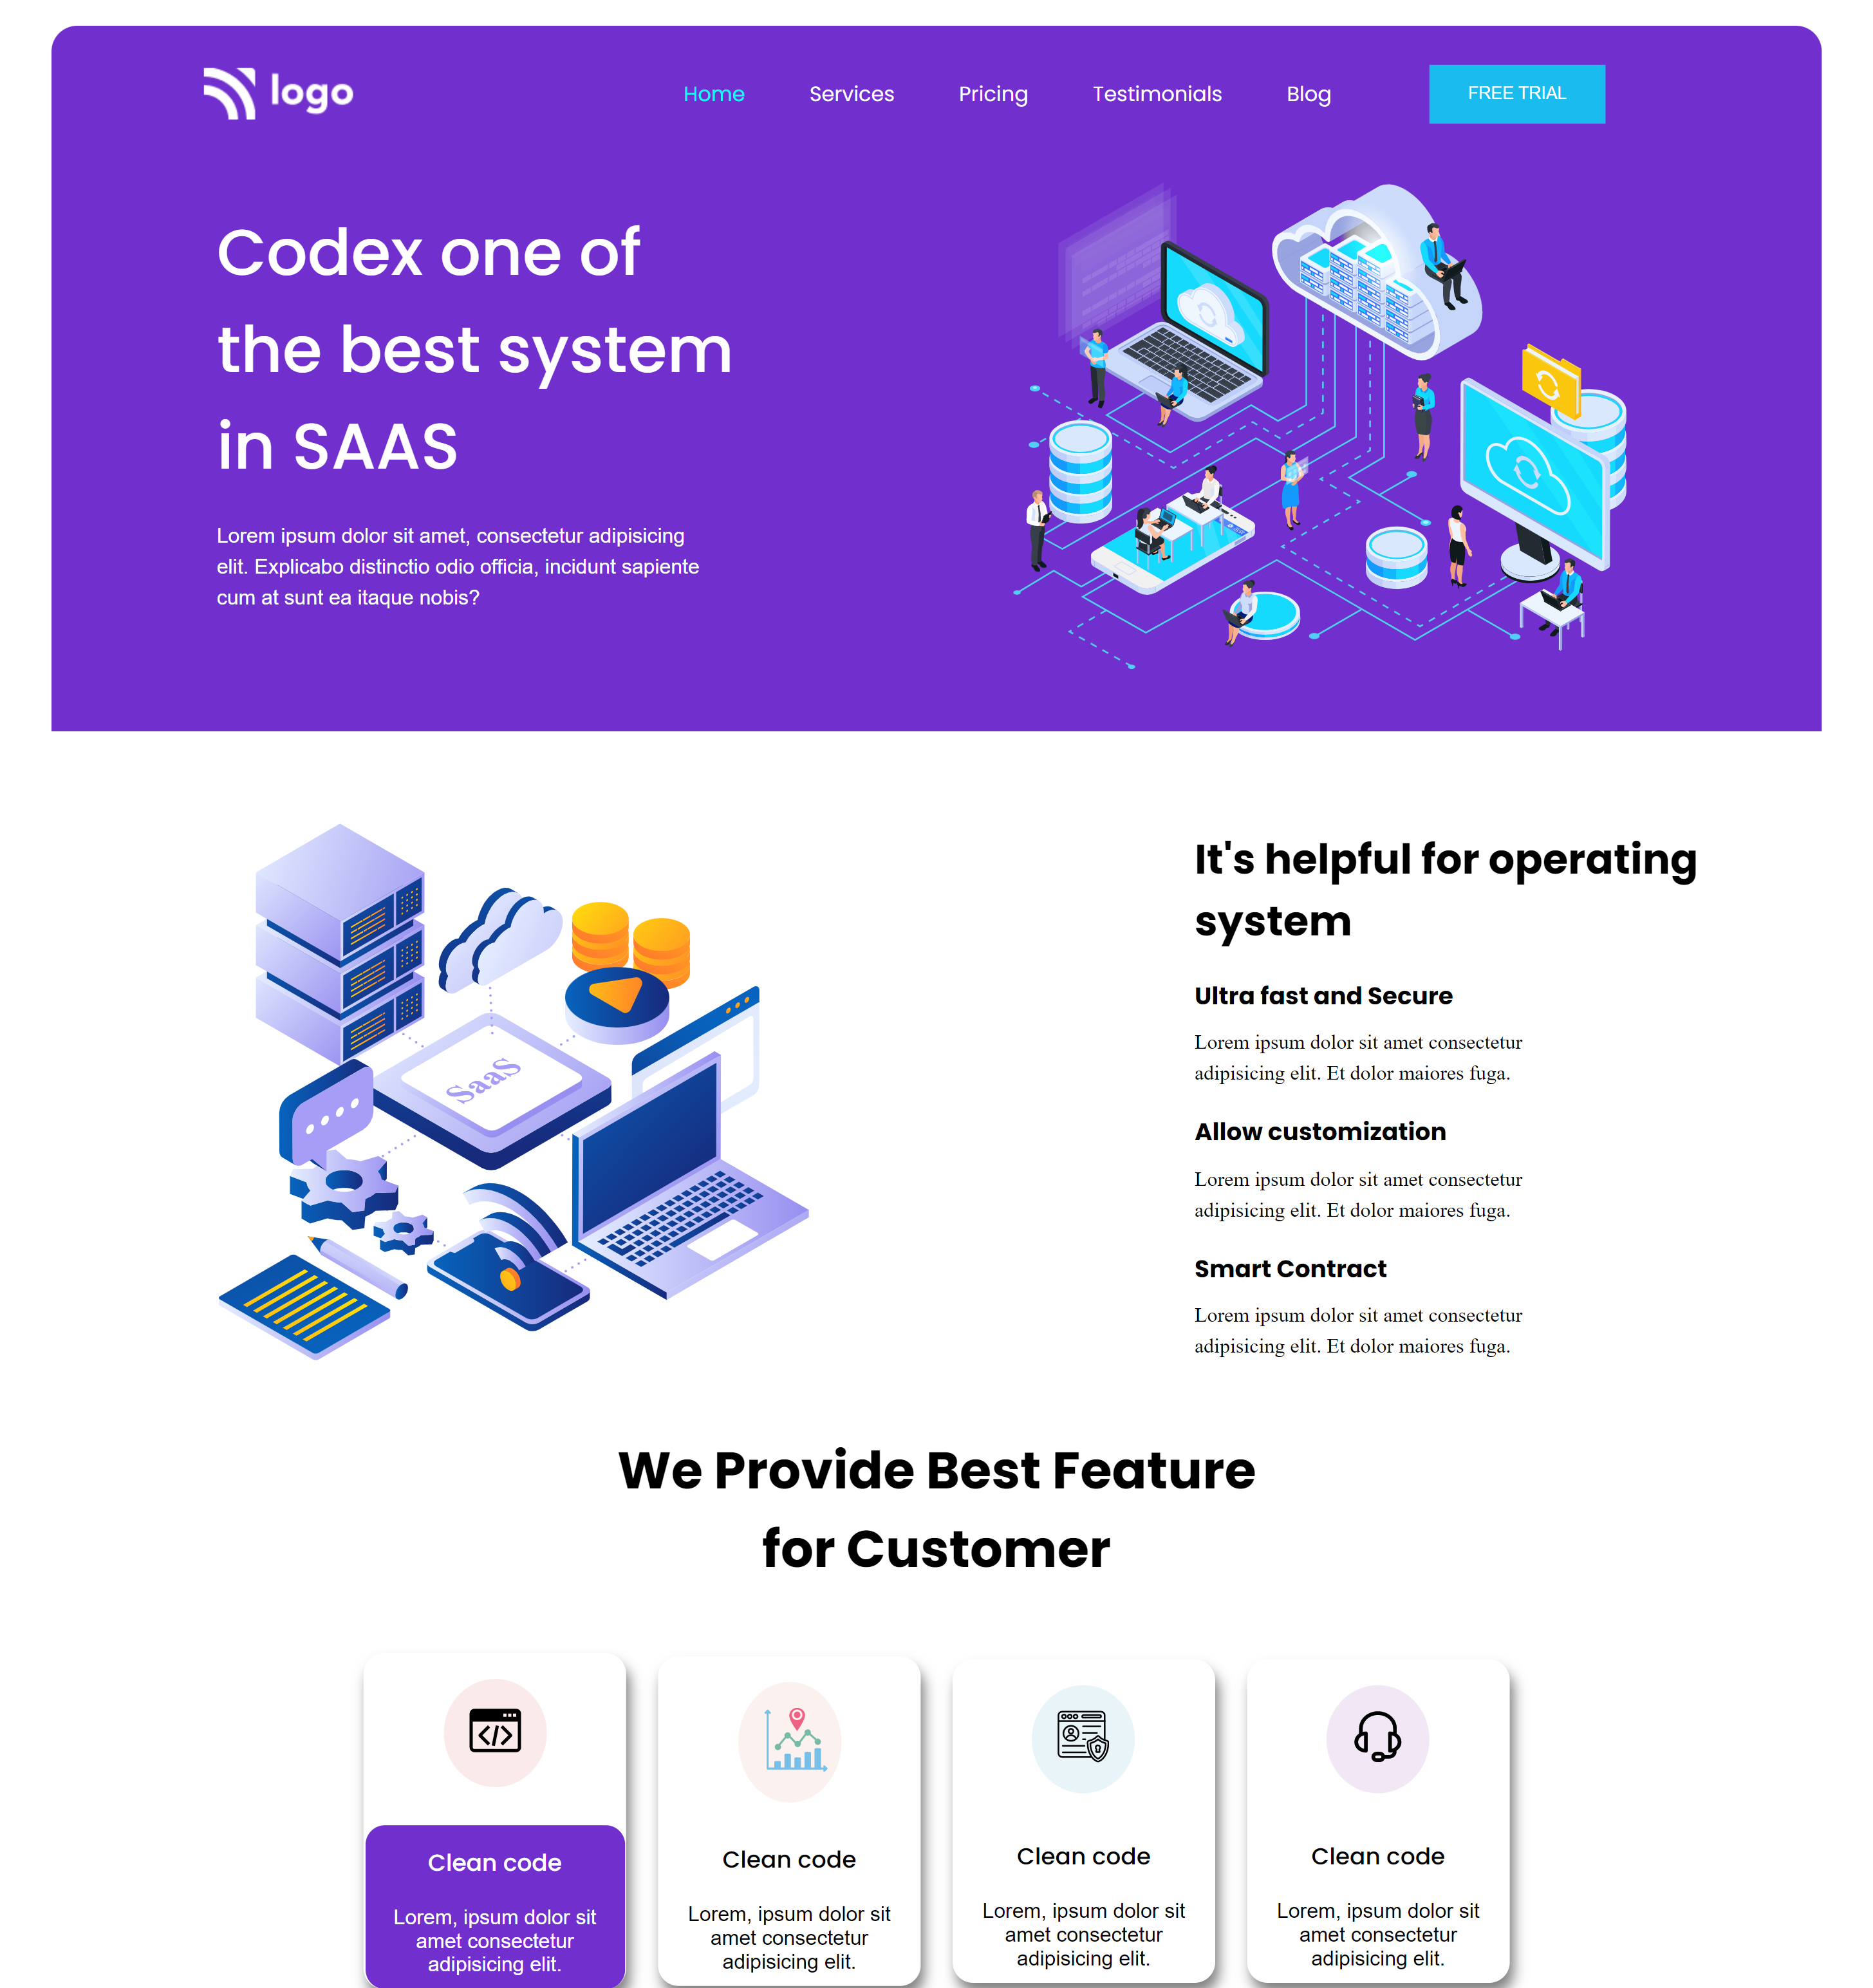 logo
Home Services Pricing Testimonials Blog FREE TRIAL
Codex one of
the best system
in SAAS
Lorem ipsum dolor sit amet, consectetur adipisicing
elit. Explicabo distinctio odio officia, incidunt sapiente
cum at sunt ea itaque nobis?
SaaS
It's helpful for operating
system
Ultra fast and Secure
Lorem ipsum dolor sit amet consectetur
adipisicing elit. Et dolor maiores fuga.
Allow customization
Lorem ipsum dolor sit amet consectetur
adipisicing elit. Et dolor maiores fuga.
Smart Contract
Lorem ipsum dolor sit amet consectetur
adipisicing elit. Et dolor maiores fuga.
We Provide Best Feature
for Customer
Clean code
Lorem, ipsum dolor sit
amet consectetur
adipisicing elit.
Clean code
Lorem, ipsum dolor sit
amet consectetur
adipisicing elit.
Clean code
Lorem, ipsum dolor sit
amet consectetur
adipisicing elit.
Clean code
Lorem, ipsum dolor sit
amet consectetur
adipisicing elit.